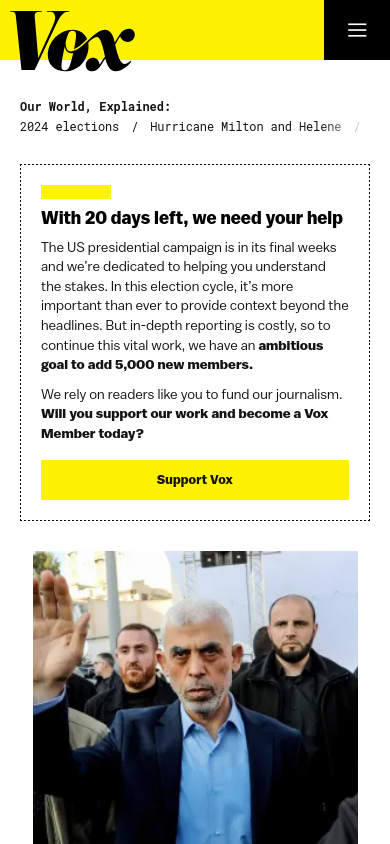 Vox
Our World, Explained:
2024 elections / Hurricane Milton and Helene /
With 20 days left, we need your help
The US presidential campaign is in its final weeks
and we’re dedicated to helping you understand
the stakes. In this election cycle, it’s more
important than ever to provide context beyond the
headlines. But in-depth reporting is costly, so to
continue this vital work, we have an ambitious
goal to add 5,000 new members.
We rely on readers like you to fund our journalism.
Will you support our work and become a Vox
Member today?
Support Vox